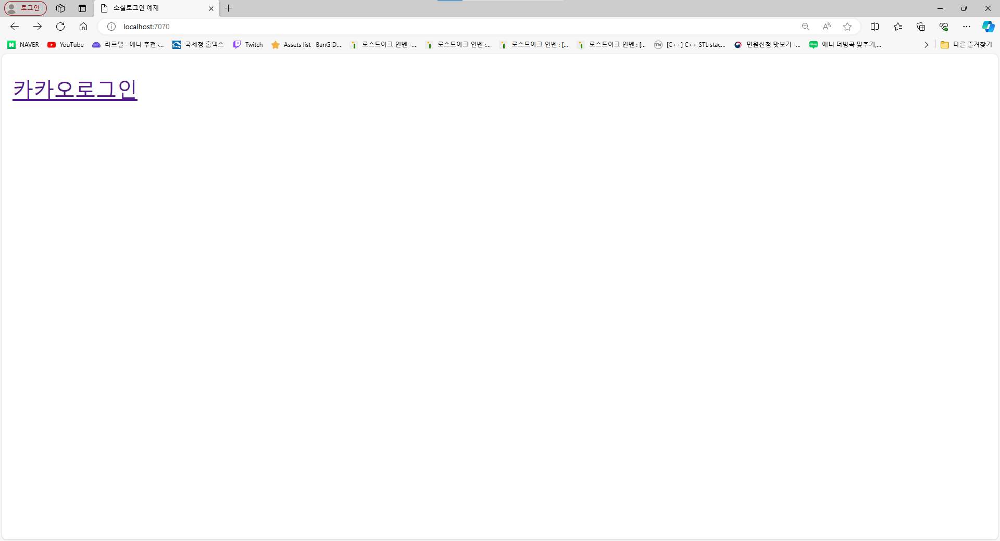 로그인
소셜로그인 예제
localhost:7070
NAVER YouTube 라프텔 - 애니 추천 ·... 국세청 홈택스 Twitch Assets list BanG D... 로스트아크 인벤 -... 로스트아크 인벤 :... 로스트아크 인벤 : [... 로스트아크 인벤 : [... [C++] C++ STL stac... 민원신청 맛보기 -... 애니 더빙곡 맞추기,... 다른 즐겨찾기
카카오로그인